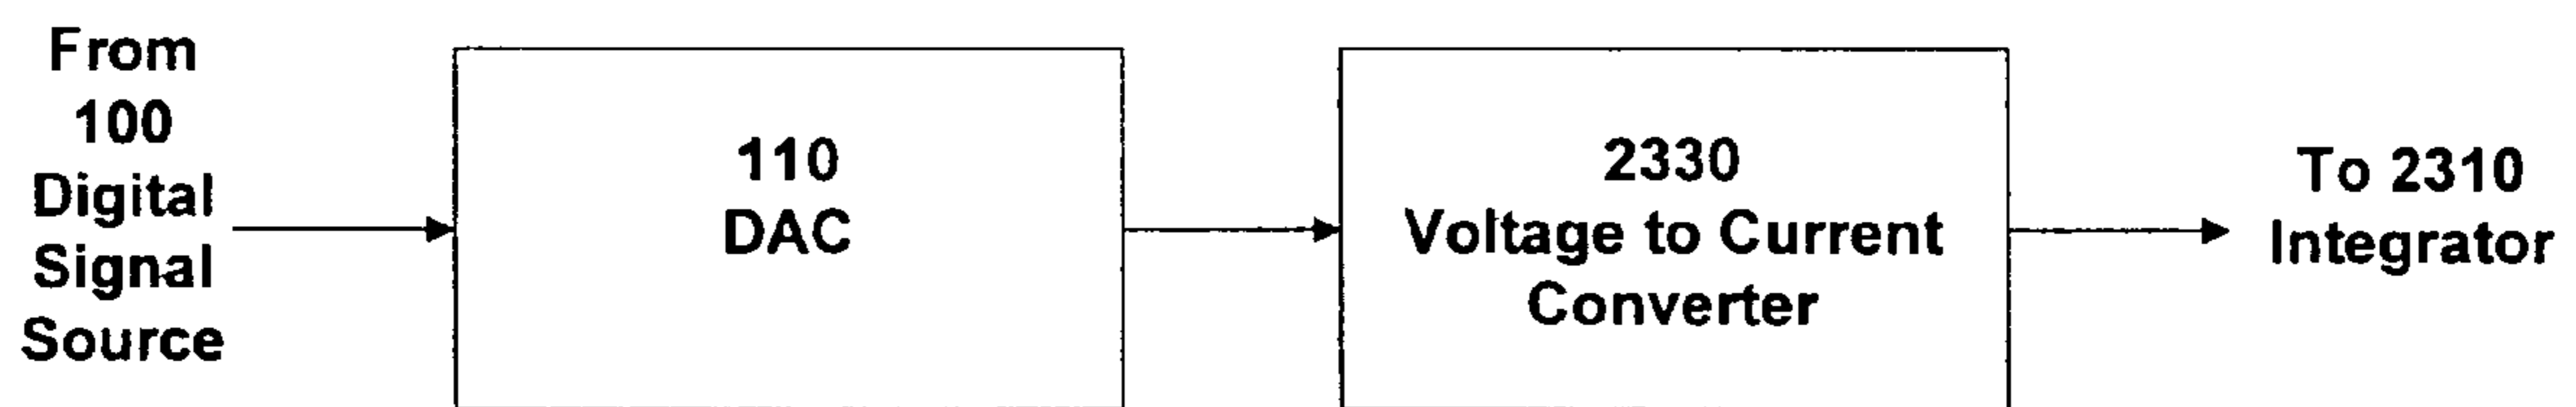 From
100
Digital
Signal
Source
110
DAC
2330
Voltage to Current
Converter
To 2310
Integrator